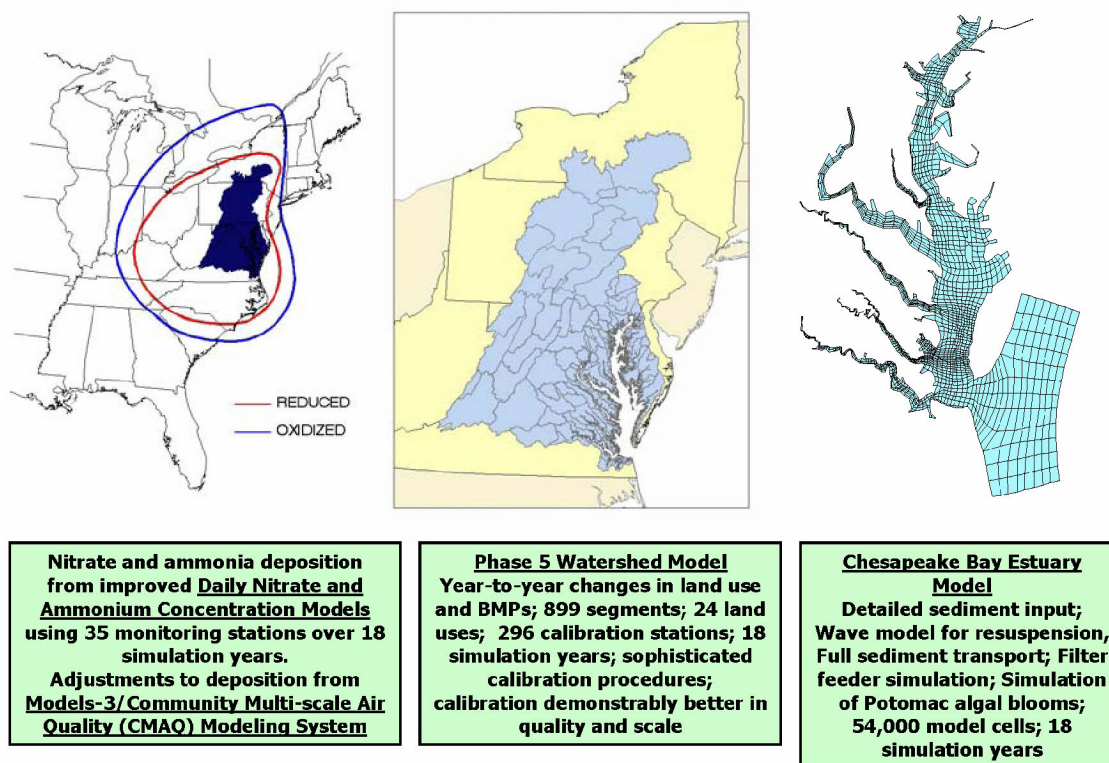 REDUCED
OXIDIZED
Nitrate and ammonia deposition
from improved Daily Nitrate and
Ammonium Concentration Models
using 35 monitoring stations over 18
simulation years.
Adjustments to deposition from
Models-3/Community Multi-scale Air
Quality (CMAQ) Modeling System
Phase 5 Watershed Model
Year-to-year changes in land use
and BMPs; 899 segments; 24 land
uses; 296 calibration stations; 18
simulation years; sophisticated
calibration procedures;
calibration demonstrably better in
quality and scale
Chesapeake Bay Estuary
Model
Detailed sediment input;
Wave model for resuspension,
Full sediment transport; Filter
feeder simulation; Simulation
of Potomac algal blooms;
54,000 model cells; 18
simulation years